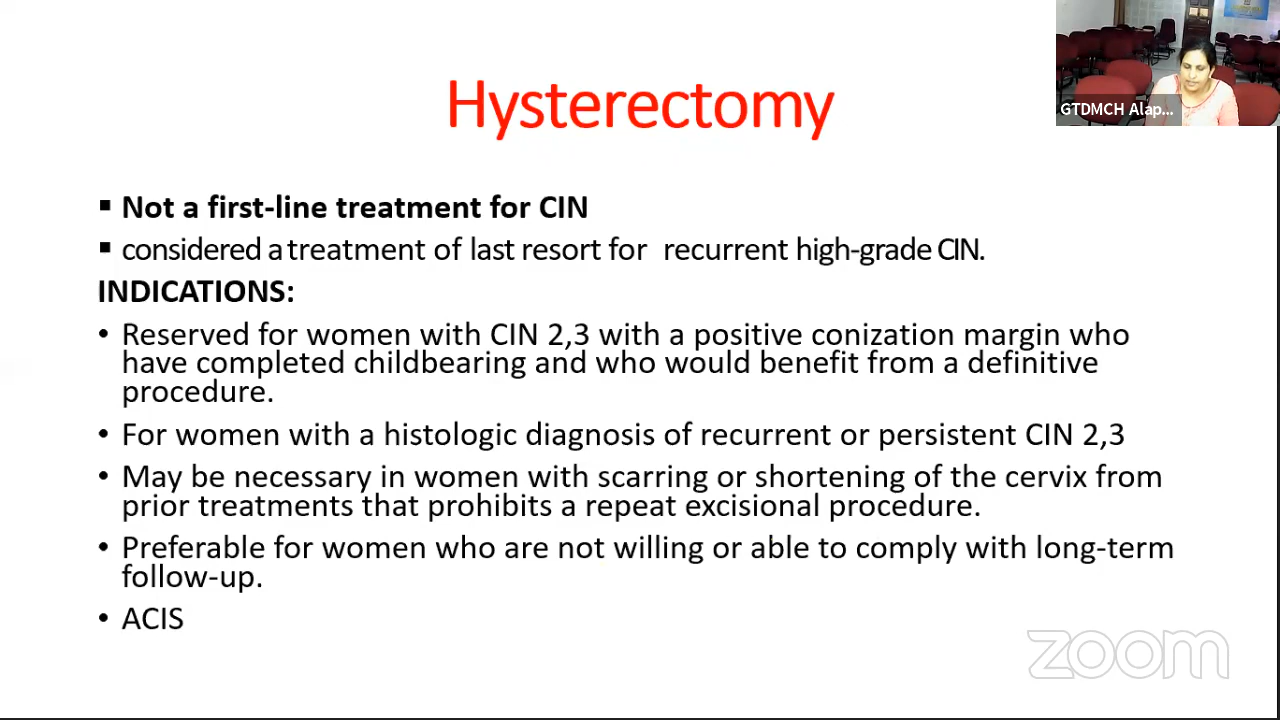 Hysterectomy
GTDMCH Alap...
▪ Not a first-line treatment for CIN
▪ considered a treatment of last resort for recurrent high-grade CIN.
INDICATIONS:
• Reserved for women with CIN 2,3 with a positive conization margin who
have completed childbearing and who would benefit from a definitive
procedure.
• For women with a histologic diagnosis of recurrent or persistent CIN 2,3
• May be necessary in women with scarring or shortening of the cervix from
prior treatments that prohibits a repeat excisional procedure.
• Preferable for women who are not willing or able to comply with long-term
follow-up.
• ACIS
zoom